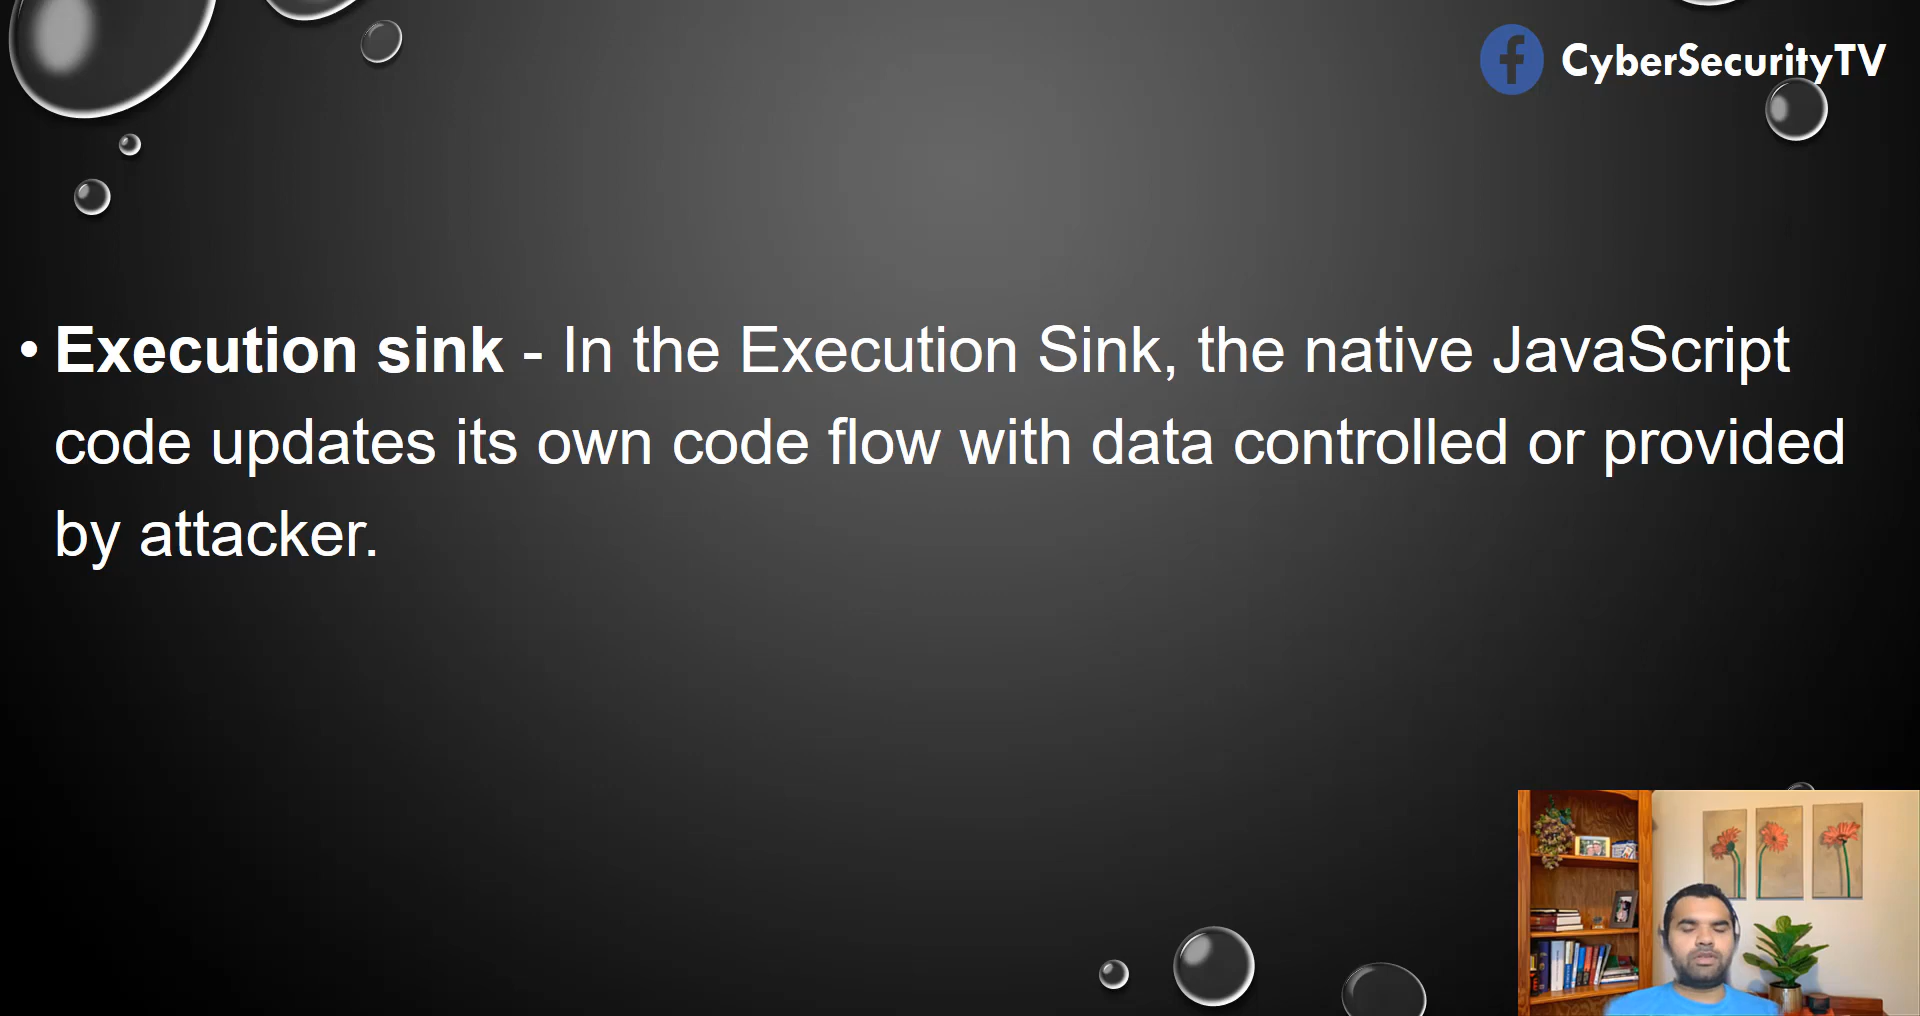 CyberSecurityTV
• Execution sink - In the Execution Sink, the native JavaScript
code updates its own code flow with data controlled or provided
by attacker.